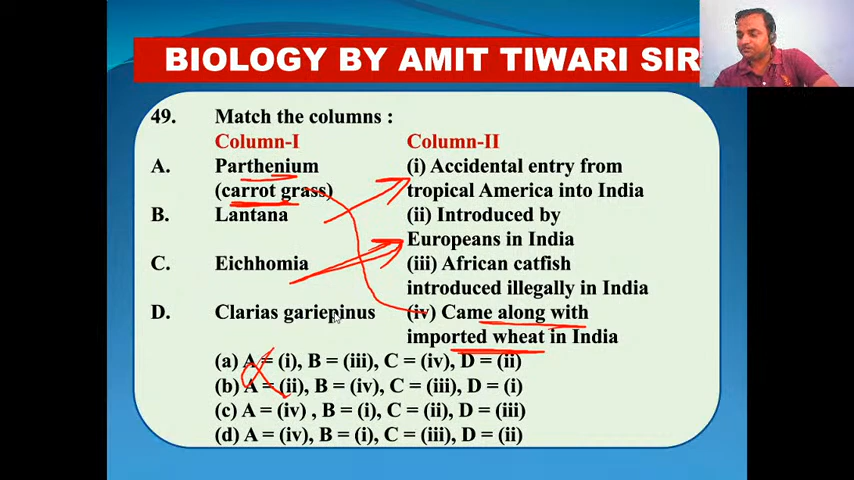 BIOLOGY BY AMIT TIWARI SIR
49. Match the columns :
Column-I Column-II
A. Parthenium (i) Accidental entry from
(carrot grass) tropical America into India
B. Lantana (ii) Introduced by
Europeans in India
C. Eichhomia (iii) African catfish
introduced illegally in India
D. Clarias gariepinus (iv) Came along with
imported wheat in India
(a) A = (i), B = (iii), C = (iv), D = (ii)
(b) A = (ii), B = (iv), C = (iii), D = (i)
(c) A = (iv) , B = (i), C = (ii), D = (iii)
(d) A = (iv), B = (i), C = (iii), D = (ii)